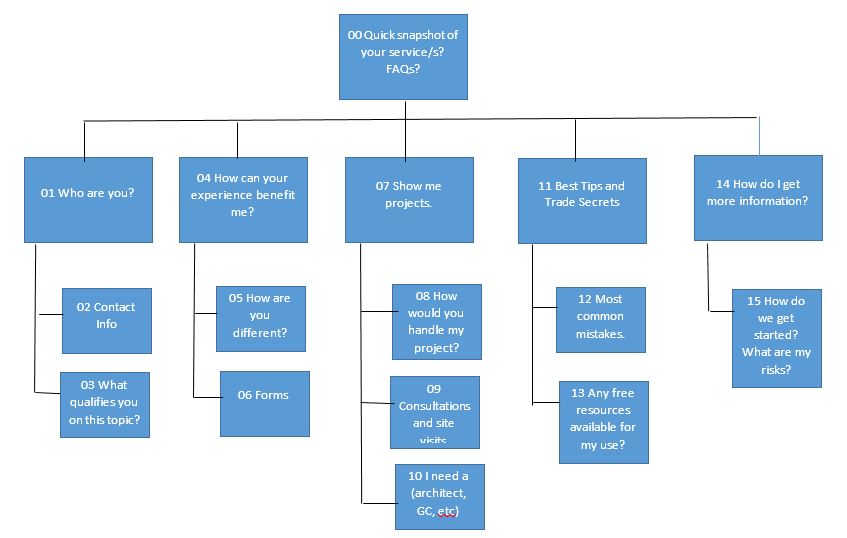 00 Quick snapshot of
your service/s?
FAQs?
01 Who are you?
02 Contact
Info
03 What
qualifies you
on this topic?
04 How can your
experience benefit
me?
05 How are
you
different?
06 Forms
07 Show me
projects.
08 How
would you
handle my
project?
09
Consultations
and site
visits
10 I need a
(architect,
GC, etc)
11 Best Tips and
Trade Secrets
12 Most
common
mistakes.
13 Any free
resources
available for
my use?
14 How do I get
more information?
15 How do
we get
started?
What are my
risks?